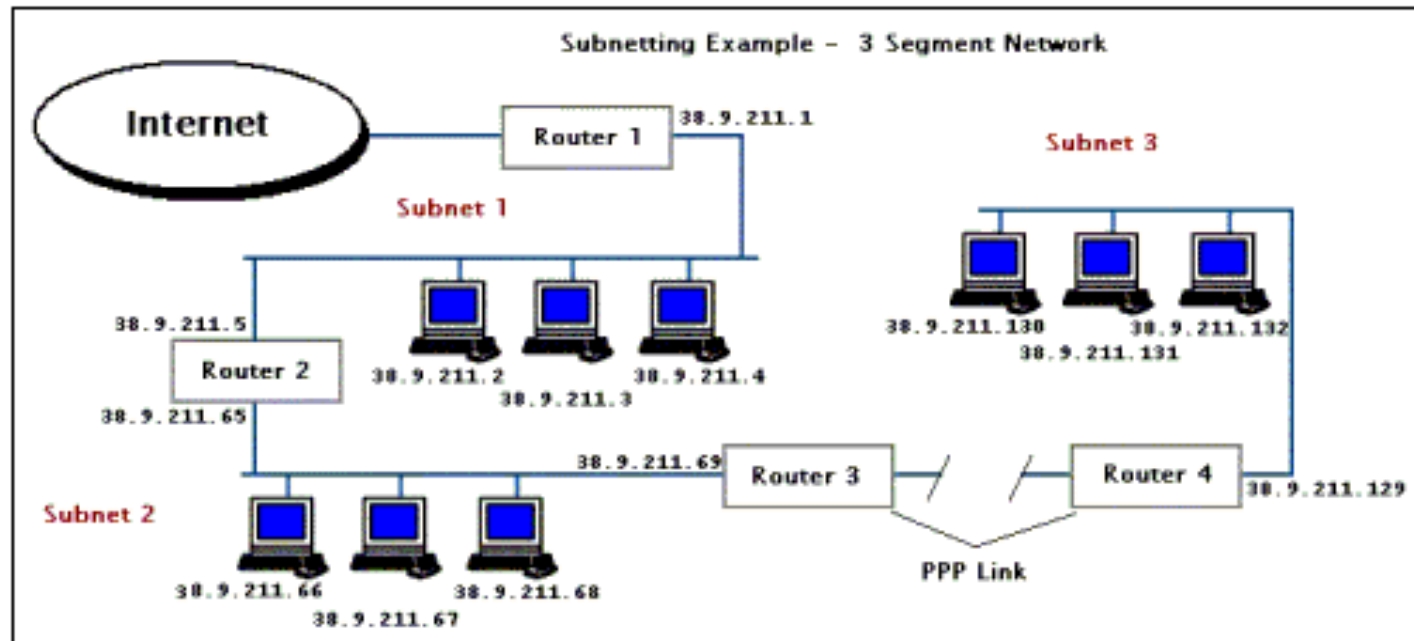 Subnetting Example - 3 Segment Network
Internet
Router 1
38.9.211.1
Subnet 3
Subnet 1
38.9.211.130
38.9.211.132
38.9.211.131
38.9.211.5
Router 2
38.9.211.2
38.9.211.4
38.9.211.3
38.9.211.65
38.9.211.69
Router 3
Router 4
38.9.211.129
Subnet 2
PPP Link
38.9.211.66
38.9.211.68
38.9.211.67